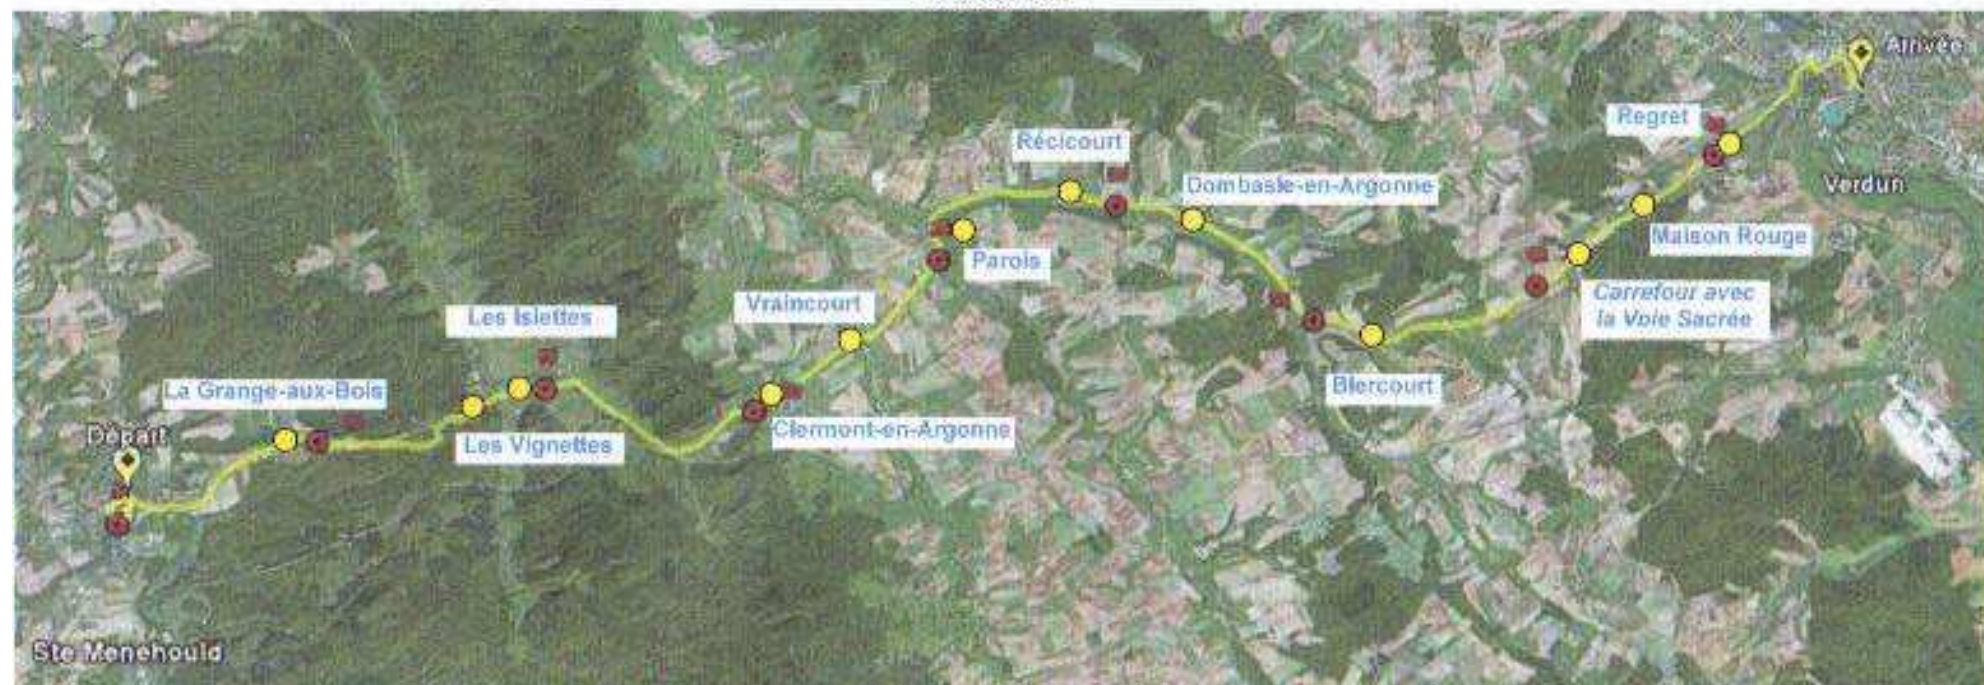 Arrivée
Regret
Récicourt
Dombasle-en-Argonne
Verdun
Maison Rouge
Parois
Carrefour avec
la Voie Sacrée
Vraincourt
Les Islettes
Blercourt
La Grange-aux-Bois
Clermont-en-Argonne
Départ
Les Vignettes
Ste Menehould